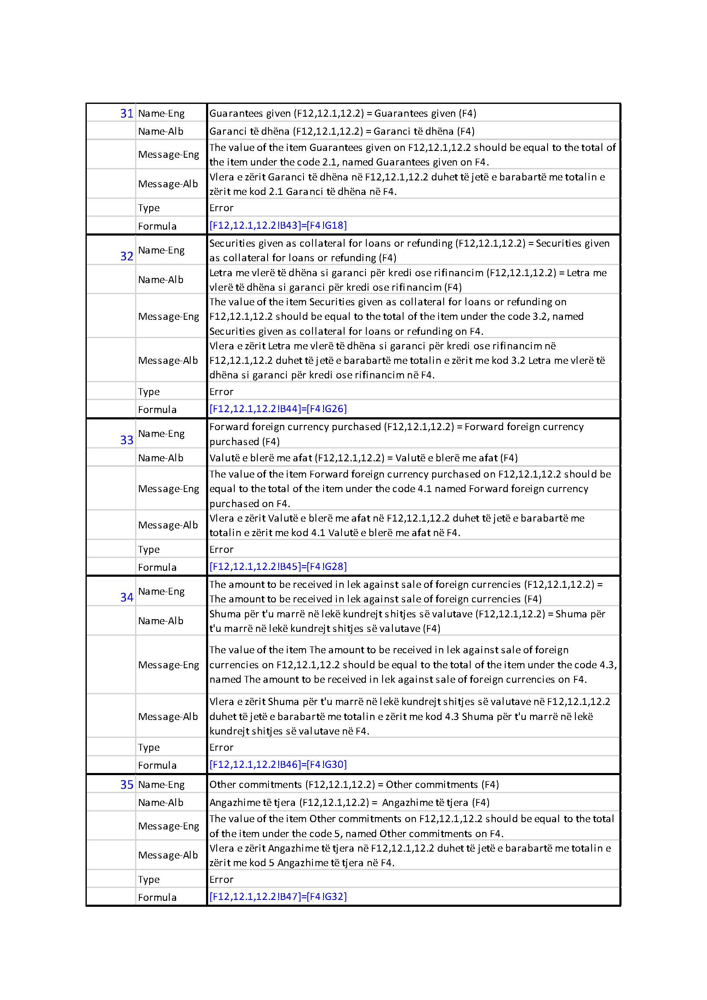 31 Name-Eng Guarantees given (F12,12.1,12.2) = Guarantees given (F4)
Name-Alb Garanci të dhëna (F12,12.1,12.2) = Garanci të dhëna (F4)
Message-Eng The value of the item Guarantees given on F12,12.1,12.2 should be equal to the total of
the item under the code 2.1, named Guarantees given on F4.
Message-Alb Vlera e zërit Garanci të dhëna në F12,12.1,12.2 duhet të jetë e barabartë me totalin e
zërit me kod 2.1 Garanci të dhëna në F4.
Type Error
Formula [F12,12.1,12.2!B43]=[F4!G18]
32 Name-Eng Securities given as collateral for loans or refunding (F12,12.1,12.2) = Securities given
as collateral for loans or refunding (F4)
Name-Alb Letra me vlerë të dhëna si garanci për kredi ose rifinancim (F12,12.1,12.2) = Letra me
vlerë të dhëna si garanci për kredi ose rifinancim (F4)
Message-Eng The value of the item Securities given as collateral for loans or refunding on
F12,12.1,12.2 should be equal to the total of the item under the code 3.2, named
Securities given as collateral for loans or refunding on F4.
Message-Alb Vlera e zërit Letra me vlerë të dhëna si garanci për kredi ose rifinancim në
F12,12.1,12.2 duhet të jetë e barabartë me totalin e zërit me kod 3.2 Letra me vlerë të
dhëna si garanci për kredi ose rifinancim në F4.
Type Error
Formula [F12,12.1,12.2!B44]=[F4!G26]
33 Name-Eng Forward foreign currency purchased (F12,12.1,12.2) = Forward foreign currency
purchased (F4)
Name-Alb Valutë e blerë me afat (F12,12.1,12.2) = Valutë e blerë me afat (F4)
Message-Eng The value of the item Forward foreign currency purchased on F12,12.1,12.2 should be
equal to the total of the item under the code 4.1 named Forward foreign currency
purchased on F4.
Message-Alb Vlera e zërit Valutë e blerë me afat në F12,12.1,12.2 duhet të jetë e barabartë me
totalin e zërit me kod 4.1 Valutë e blerë me afat në F4.
Type Error
Formula [F12,12.1,12.2!B45]=[F4!G28]
34 Name-Eng The amount to be received in lek against sale of foreign currencies (F12,12.1,12.2) =
The amount to be received in lek against sale of foreign currencies (F4)
Name-Alb Shuma për t'u marrë në lekë kundrejt shitjes së valutave (F12,12.1,12.2) = Shuma për
t'u marrë në lekë kundrejt shitjes së valutave (F4)
Message-Eng The value of the item The amount to be received in lek against sale of foreign
currencies on F12,12.1,12.2 should be equal to the total of the item under the code 4.3,
named The amount to be received in lek against sale of foreign currencies on F4.
Message-Alb Vlera e zërit Shuma për t'u marrë në lekë kundrejt shitjes së valutave në F12,12.1,12.2
duhet të jetë e barabartë me totalin e zërit me kod 4.3 Shuma për t'u marrë në lekë
kundrejt shitjes së valutave në F4.
Type Error
Formula [F12,12.1,12.2!B46]=[F4!G30]
35 Name-Eng Other commitments (F12,12.1,12.2) = Other commitments (F4)
Name-Alb Angazhime të tjera (F12,12.1,12.2) = Angazhime të tjera (F4)
Message-Eng The value of the item Other commitments on F12,12.1,12.2 should be equal to the total
of the item under the code 5, named Other commitments on F4.
Message-Alb Vlera e zërit Angazhime të tjera në F12,12.1,12.2 duhet të jetë e barabartë me totalin e
zërit me kod 5 Angazhime të tjera në F4.
Type Error
Formula [F12,12.1,12.2!B47]=[F4!G32]